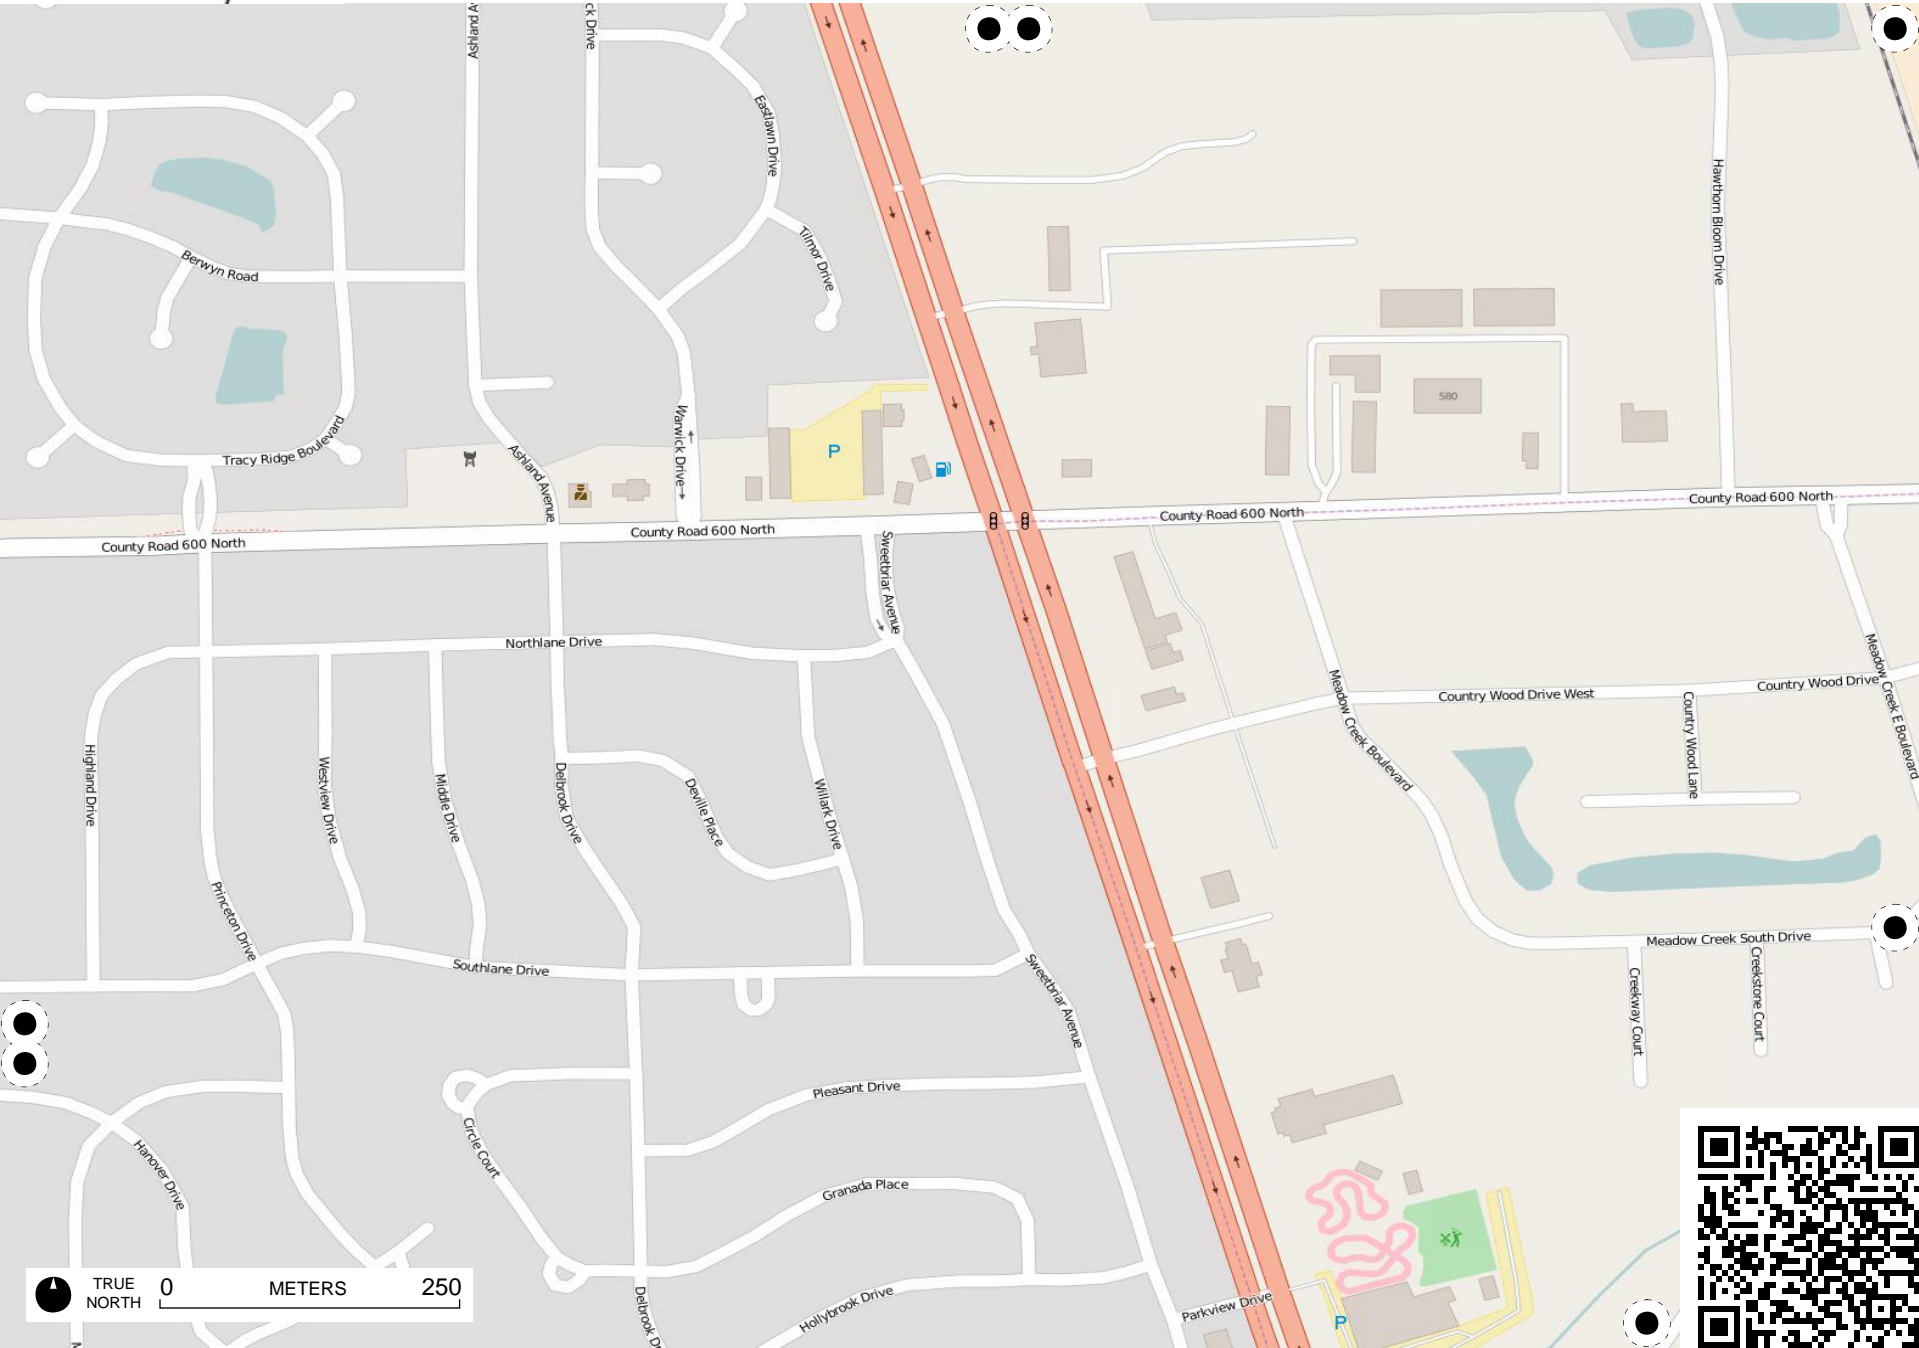 Ashland A
ck Drive
Eastlawn Drive
Hawthorn Bloom Drive
Tilmor Drive
Berwyn Road
580
Tracy Ridge Boulevard
Warwick Drive
P
Ashland Avenue
County Road 600 North
County Road 600 North
County Road 600 North
County Road 600 North
Sweetbriar Avenue
Northlane Drive
Meadow Creek E Boulevard
Country Wood Drive
Country Wood Drive West
Meadow Creek Boulevard
Country Wood Lane
Highland Drive
Westview Drive
Middle Drive
Delbrook Drive
Deville Place
Willark Drive
Princeton Drive
Southlane Drive
Sweetbriar Avenue
Meadow Creek South Drive
Creekway Court
Creekstone Court
Pleasant Drive
Circle Court
Hanover Drive
Granada Place
Hollybrook Drive
Parkview Drive
Delbrook Dr
P
M
TRUE NORTH
0 METERS 250